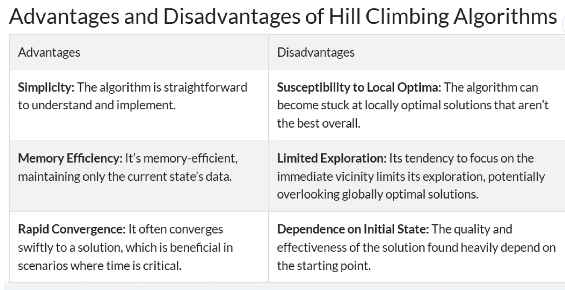 Advantages and Disadvantages of Hill Climbing Algorithms
Advantages
Disadvantages
Simplicity: The algorithm is straightforward
to understand and implement.
Susceptibility to Local Optima: The algorithm can
become stuck at locally optimal solutions that aren't
the best overall.
Memory Efficiency: It's memory-efficient,
maintaining only the current state's data.
Limited Exploration: Its tendency to focus on the
immediate vicinity limits its exploration, potentially
overlooking globally optimal solutions.
Rapid Convergence: It often converges
swiftly to a solution, which is beneficial in
scenarios where time is critical.
Dependence on Initial State: The quality and
effectiveness of the solution found heavily depend on
the starting point.